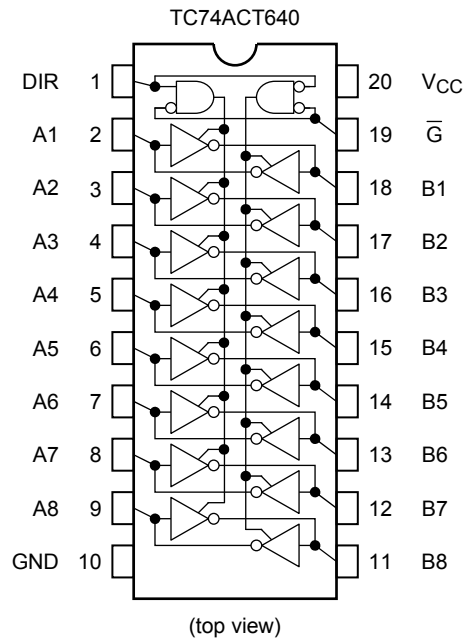 TC74ACT640
DIR 1 20 VCC
A1 2 19 G̅
A2 3 18 B1
A3 4 17 B2
A4 5 16 B3
A5 6 15 B4
A6 7 14 B5
A7 8 13 B6
A8 9 12 B7
GND 10 11 B8
(top view)